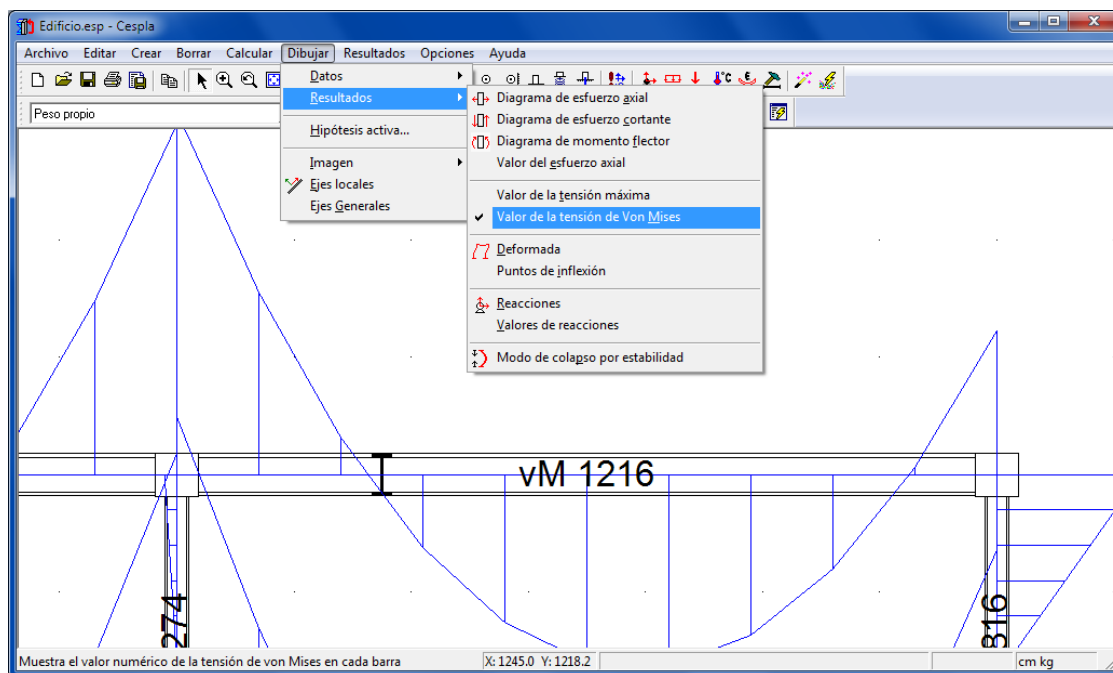 Edificio.esp - Cespla
Archivo Editar Crear Borrar Calcular Dibujar Resultados Opciones Ayuda
Peso propio
Datos
Resultados
Hipótesis activa...
Imagen
Ejes locales
Ejes Generales
Diagrama de esfuerzo axial
Diagrama de esfuerzo cortante
Diagrama de momento flector
Valor del esfuerzo axial
Valor de la tensión máxima
Valor de la tensión de Von Mises
Deformada
Puntos de inflexión
Reacciones
Valores de reacciones
Modo de colapso por estabilidad
vM 1216
274
816
Muestra el valor numérico de la tensión de von Mises en cada barra
X: 1245.0 Y: 1218.2
cm kg